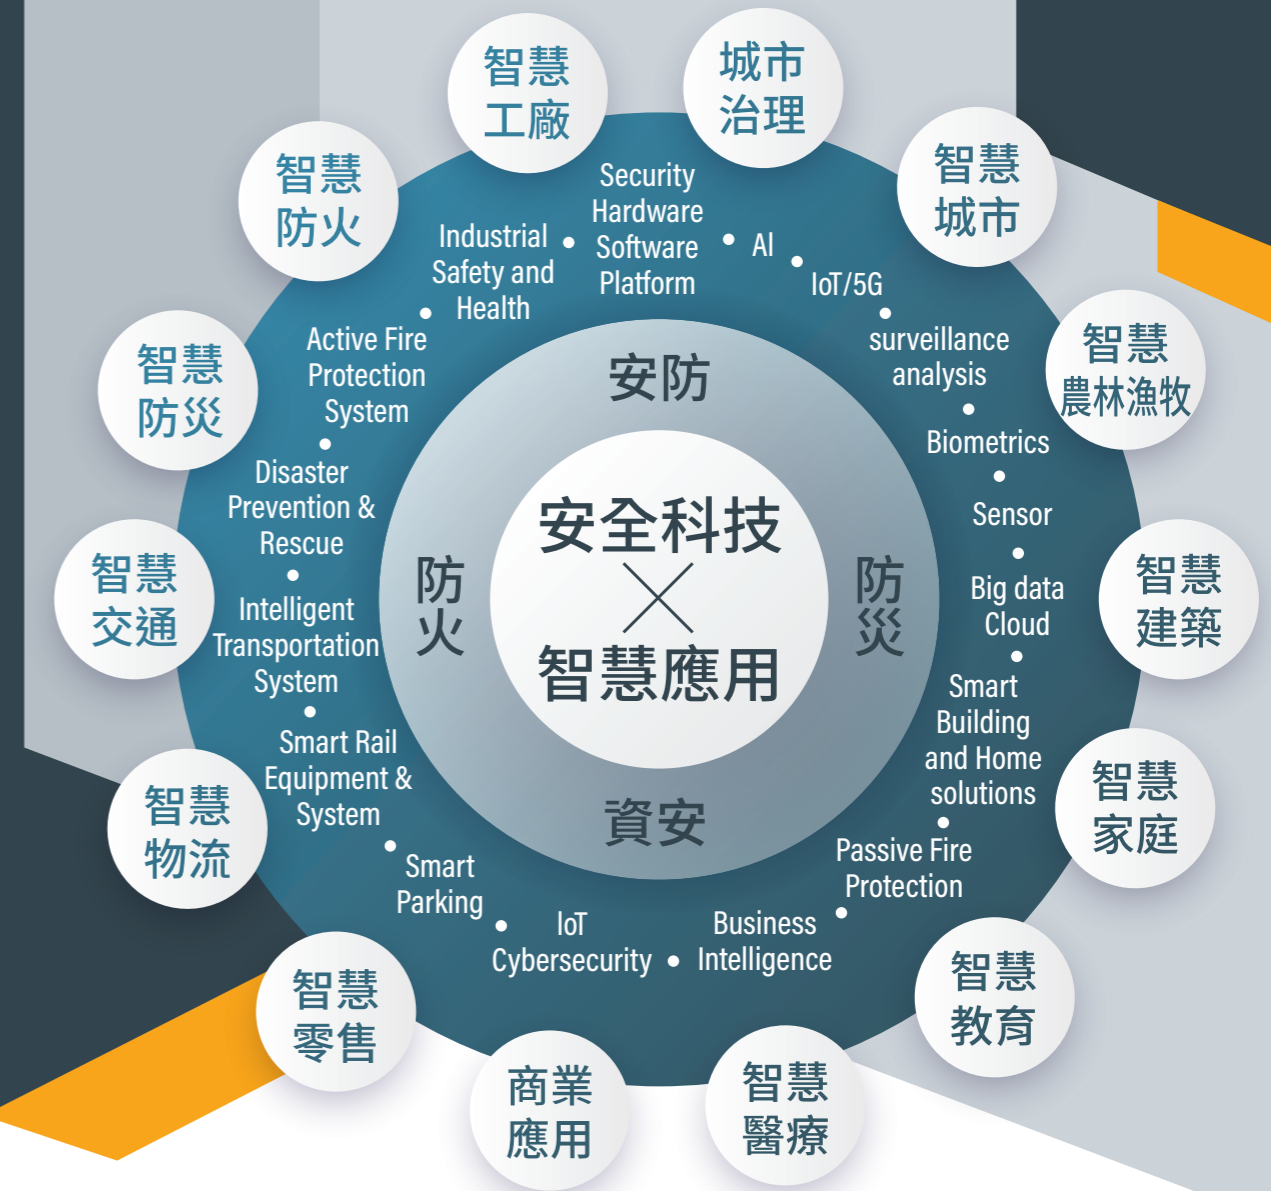 安全科技
智慧應用
安防
防災
資安
防火
Security
Hardware
Software
Platform
AI
IoT/5G
surveillance
analysis
Biometrics
Sensor
Big data
Cloud
Smart
Building
and Home
solutions
Passive Fire
Protection
Business
Intelligence
IoT
Cybersecurity
Smart
Parking
Smart Rail
Equipment &
System
Intelligent
Transportation
System
Disaster
Prevention &
Rescue
Active Fire
Protection
System
Industrial
Safety and
Health
智慧
工廠
城市
治理
智慧
城市
智慧
農林漁牧
智慧
建築
智慧
家庭
智慧
教育
智慧
醫療
商業
應用
智慧
零售
智慧
物流
智慧
交通
智慧
防災
智慧
防火